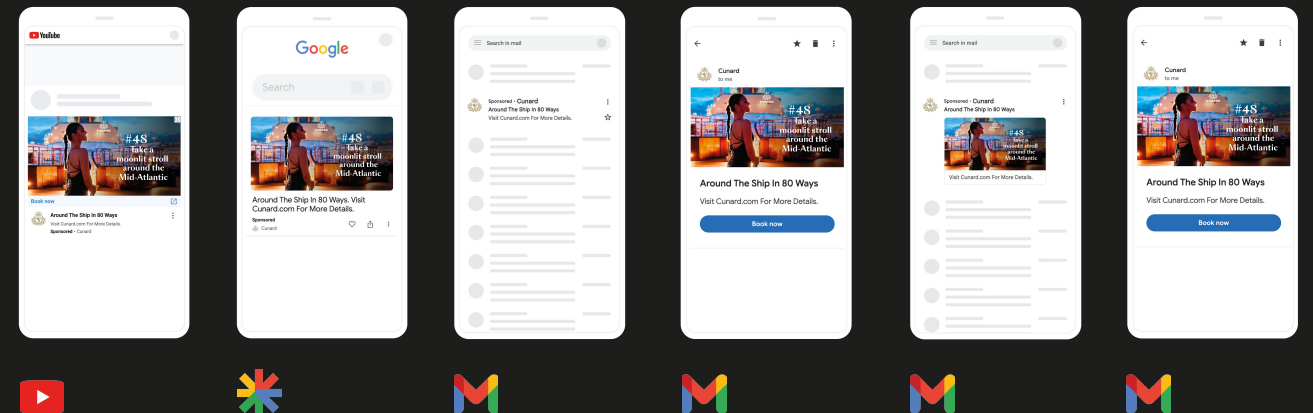 YouTube
#48
Take a
moonlit stroll
around the
Mid-Atlantic
Book now
Around The Ship In 80 Ways
Visit Cunard.com For More Details.
Sponsored · Cunard
Google
Search
#48
Take a
moonlit stroll
around the
Mid-Atlantic
Around The Ship In 80 Ways. Visit
Cunard.com For More Details.
Sponsored
Cunard
Search in mail
Sponsored · Cunard
Around The Ship In 80 Ways
Visit Cunard.com For More Details.
Cunard
to me
#48
Take a
moonlit stroll
around the
Mid-Atlantic
Around The Ship In 80 Ways
Visit Cunard.com For More Details.
Book now
Search in mail
Sponsored · Cunard
Around The Ship In 80 Ways
#48
Take a
moonlit stroll
around the
Mid-Atlantic
Visit Cunard.com For More Details.
Cunard
to me
#48
Take a
moonlit stroll
around the
Mid-Atlantic
Around The Ship In 80 Ways
Visit Cunard.com For More Details.
Book now